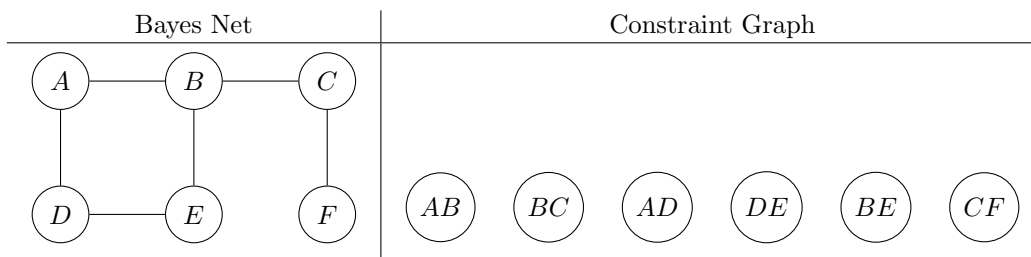 Bayes Net Constraint Graph
A B C
D E F AB BC AD DE BE CF